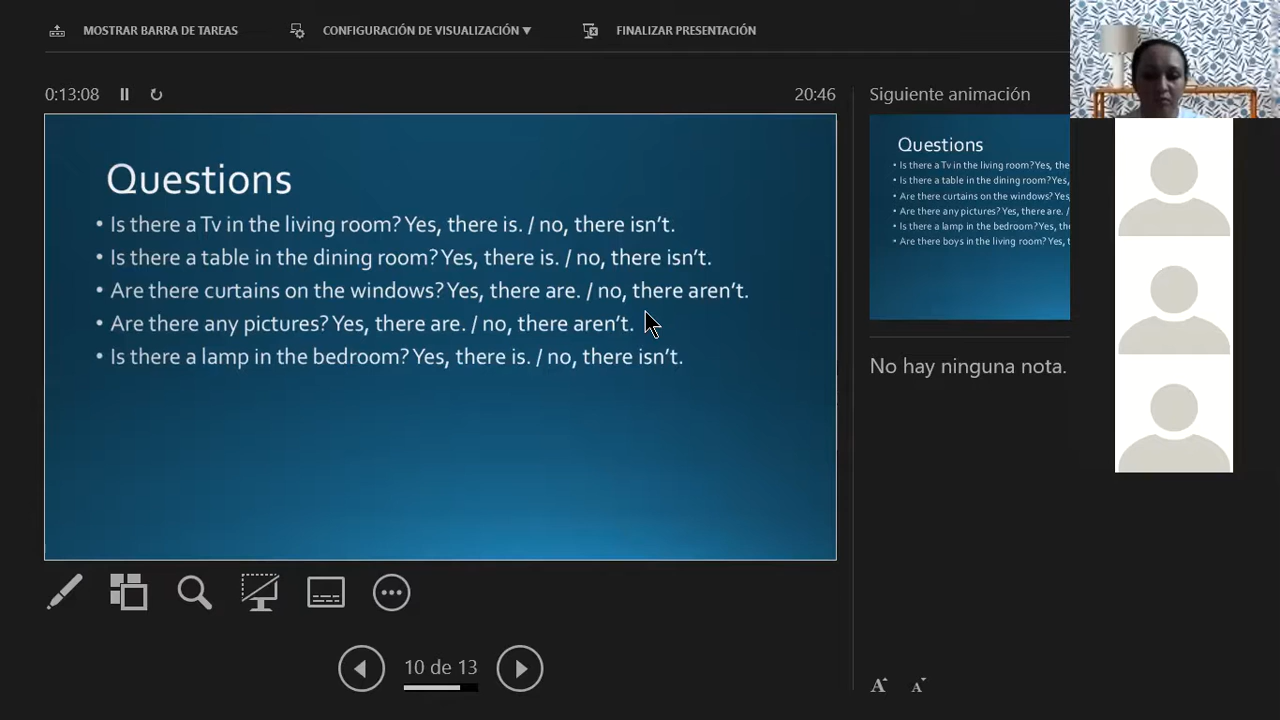 MOSTRAR BARRA DE TAREAS
CONFIGURACIÓN DE VISUALIZACIÓN ▼
FINALIZAR PRESENTACIÓN
0:13:08
20:46
Questions
• Is there a Tv in the living room? Yes, there is. / no, there isn't.
• Is there a table in the dining room? Yes, there is. / no, there isn't.
• Are there curtains on the windows? Yes, there are. / no, there aren't.
• Are there any pictures? Yes, there are. / no, there aren't.
• Is there a lamp in the bedroom? Yes, there is. / no, there isn't.
Siguiente animación
Questions
• Is there a Tv in the living room? Yes, the
• Is there a table in the dining room? Yes,
• Are there curtains on the windows? Yes,
• Are there any pictures? Yes, there are. /
• Is there a lamp in the bedroom? Yes, the
• Are there boys in the living room? Yes, t
No hay ninguna nota.
10 de 13
A A